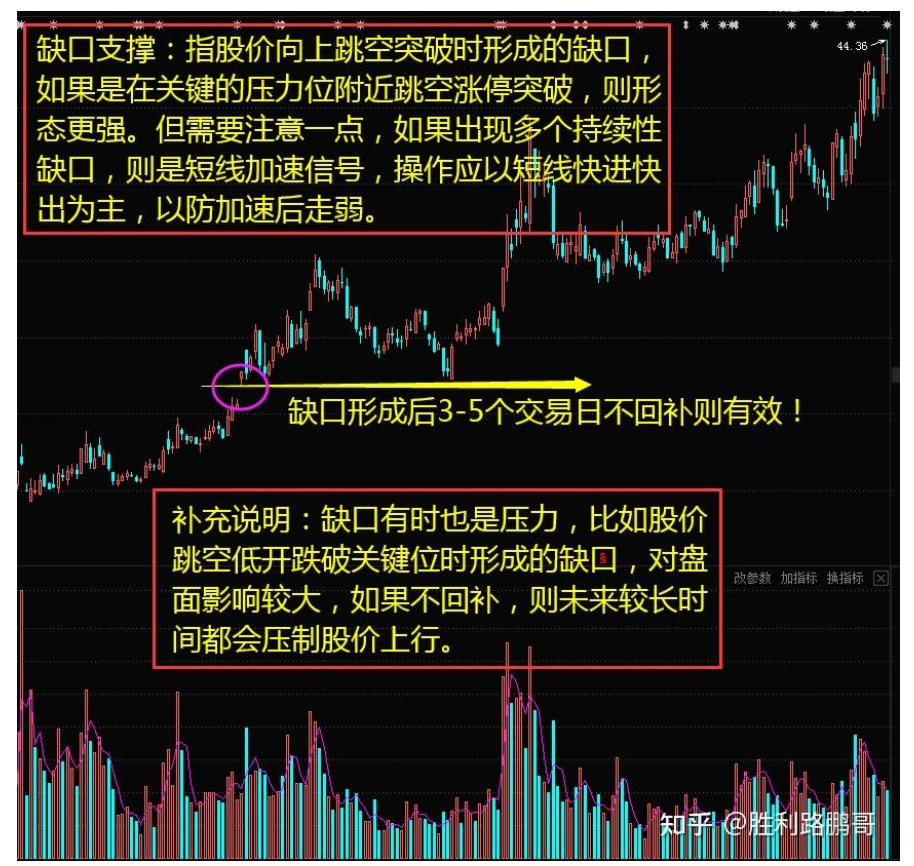 44.36
缺口支撑：指股价向上跳空突破时形成的缺口，
如果是在关键的压力位附近跳空涨停突破，则形
态更强。但需要注意一点，如果出现多个持续性
缺口，则是短线加速信号，操作应以短线快进快
出为主，以防加速后走弱。
缺口形成后3-5个交易日不回补则有效！
补充说明：缺口有时也是压力，比如股价
跳空低开跌破关键位时形成的缺口，对盘
面影响较大，如果不回补，则未来较长时
间都会压制股价上行。
改参数 加指标 换指标
知乎 @胜利路鹏哥